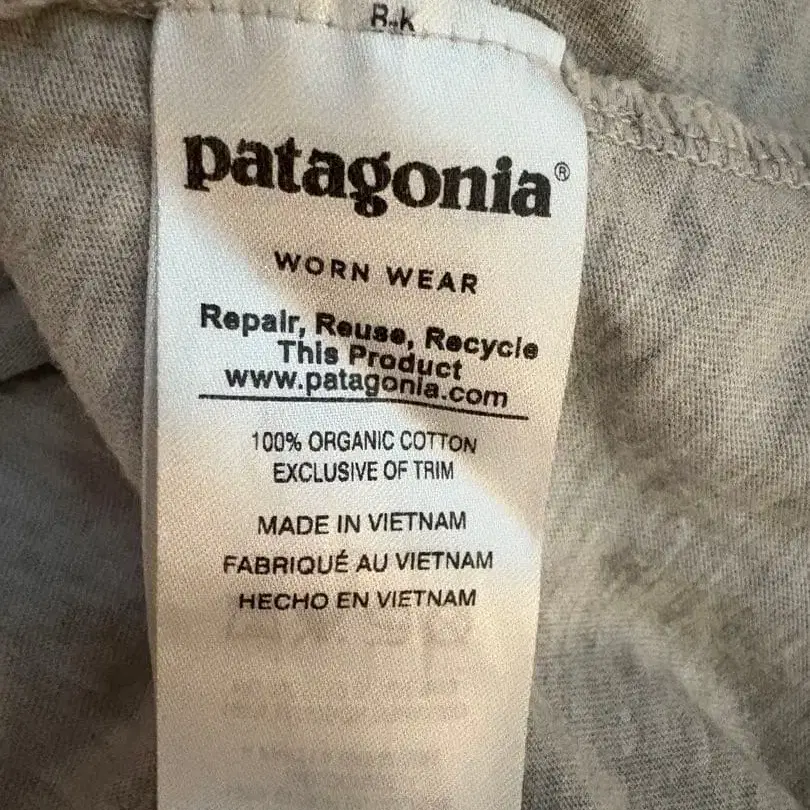 R-K
patagonia®
WORN WEAR
Repair, Reuse, Recycle
This Product
www.patagonia.com
100% ORGANIC COTTON
EXCLUSIVE OF TRIM
MADE IN VIETNAM
FABRIQUÉ AU VIETNAM
HECHO EN VIETNAM